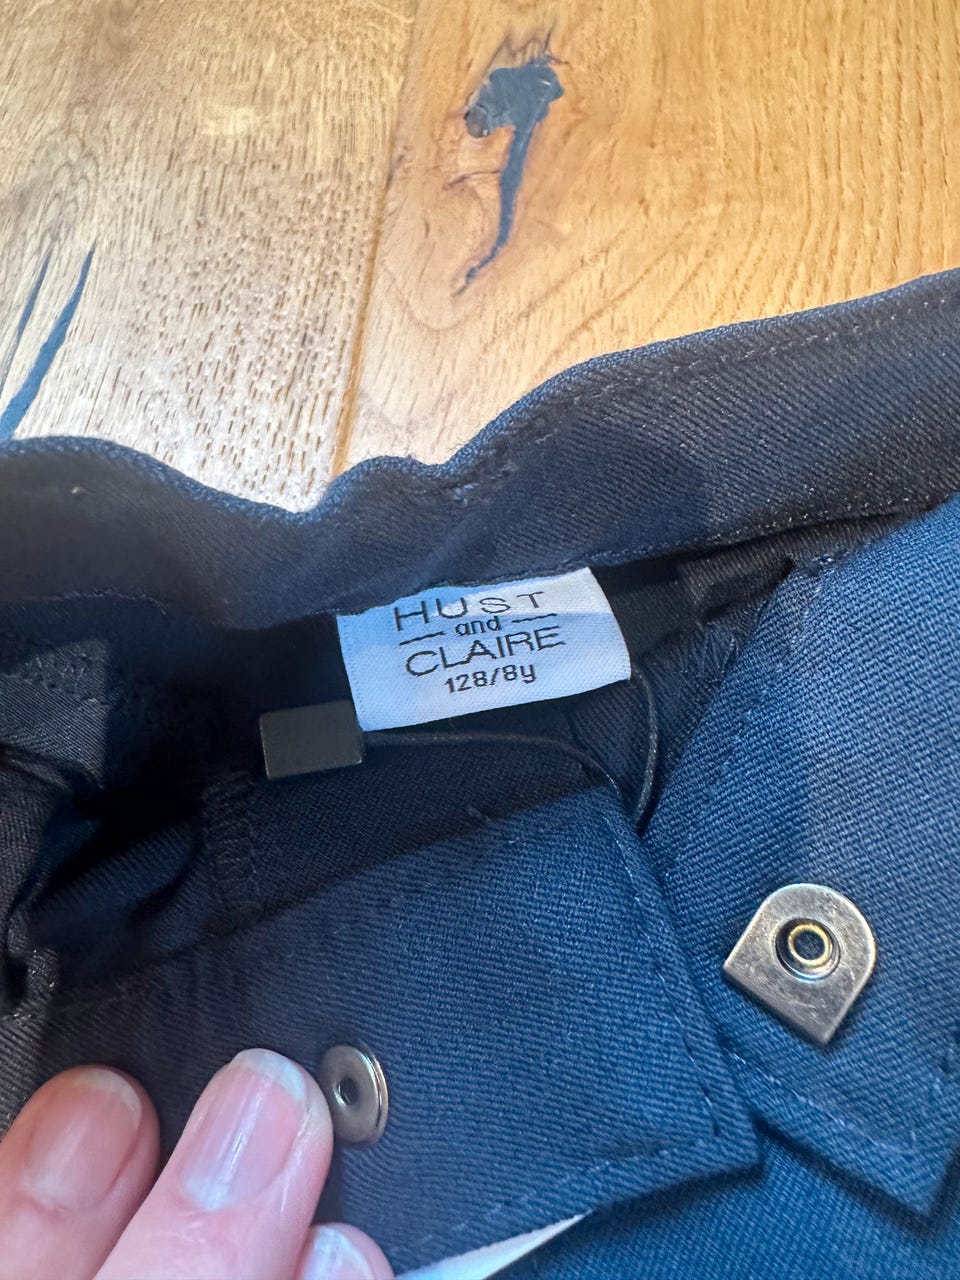 HUST
and
CLAIRE
128/8y